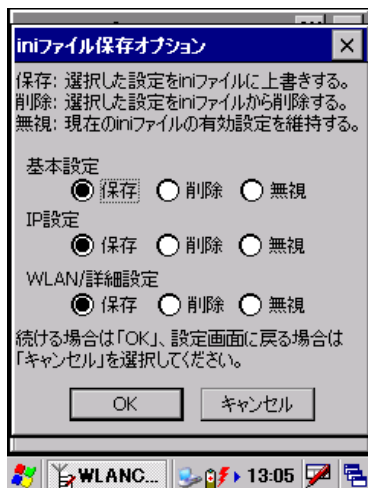 iniファイル保存オプション
保存: 選択した設定をiniファイルに上書きする。
削除: 選択した設定をiniファイルから削除する。
無視: 現在のiniファイルの有効設定を維持する。
基本設定
保存 削除 無視
IP設定
保存 削除 無視
WLAN/詳細設定
保存 削除 無視
続ける場合は「OK」、設定画面に戻る場合は
「キャンセル」を選択してください。
OK キャンセル
WLANC... 13:05